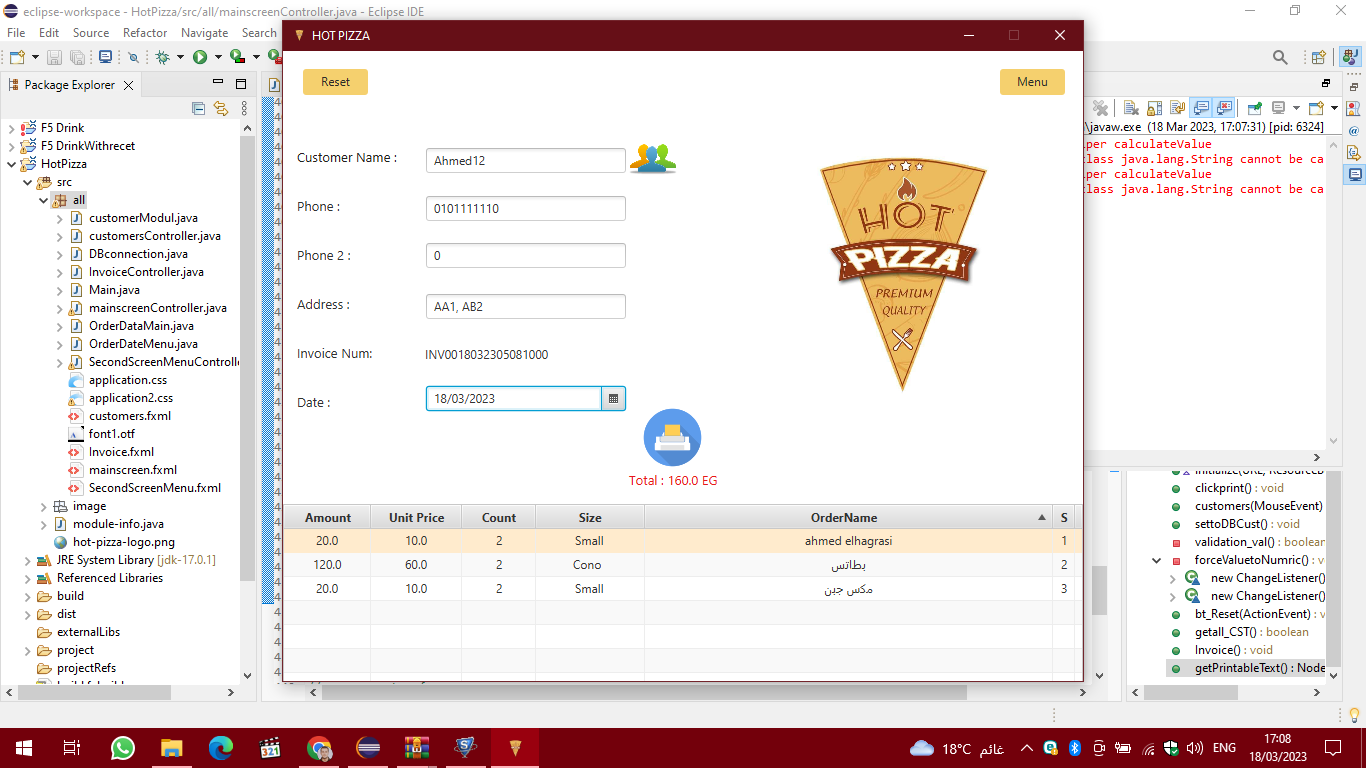 eclipse-workspace - HotPizza/src/all/mainscreenController.java - Eclipse IDE
File Edit Source Refactor Navigate Search
Package Explorer
F5 Drink
F5 DrinkWithrecet
HotPizza
src
all
customerModul.java
customersController.java
DBconnection.java
InvoiceController.java
Main.java
mainscreenController.java
OrderDataMain.java
OrderDateMenu.java
SecondScreenMenuControlle
application.css
application2.css
customers.fxml
font1.otf
Invoice.fxml
mainscreen.fxml
SecondScreenMenu.fxml
image
module-info.java
hot-pizza-logo.png
JRE System Library [jdk-17.0.1]
Referenced Libraries
build
dist
externalLibs
project
projectRefs
HOT PIZZA
Reset
Menu
Customer Name : Ahmed12
Phone : 0101111110
Phone 2 : 0
Address : AA1, AB2
Invoice Num: INV0018032305081000
Date : 18/03/2023
HOT
PIZZA
PREMIUM
QUALITY
Total : 160.0 EG
Amount Unit Price Count Size OrderName S
20.0 10.0 2 Small ahmed elhagrasi 1
120.0 60.0 2 Cono بطاتس 2
20.0 10.0 2 Small مكس جبن 3
\javaw.exe (18 Mar 2023, 17:07:31) [pid: 6324]
per calculateValue
class java.lang.String cannot be ca
per calculateValue
class java.lang.String cannot be ca
initialize(URL, ResourceB
clickprint() : void
customers(MouseEvent)
settoDBCust() : void
validation_val() : boolean
forceValuetoNumric() : vo
new ChangeListener()
new ChangeListener()
bt_Reset(ActionEvent) : v
getall_CST() : boolean
Invoice() : void
getPrintableText() : Node
321
18°C غائم
ENG
17:08
18/03/2023